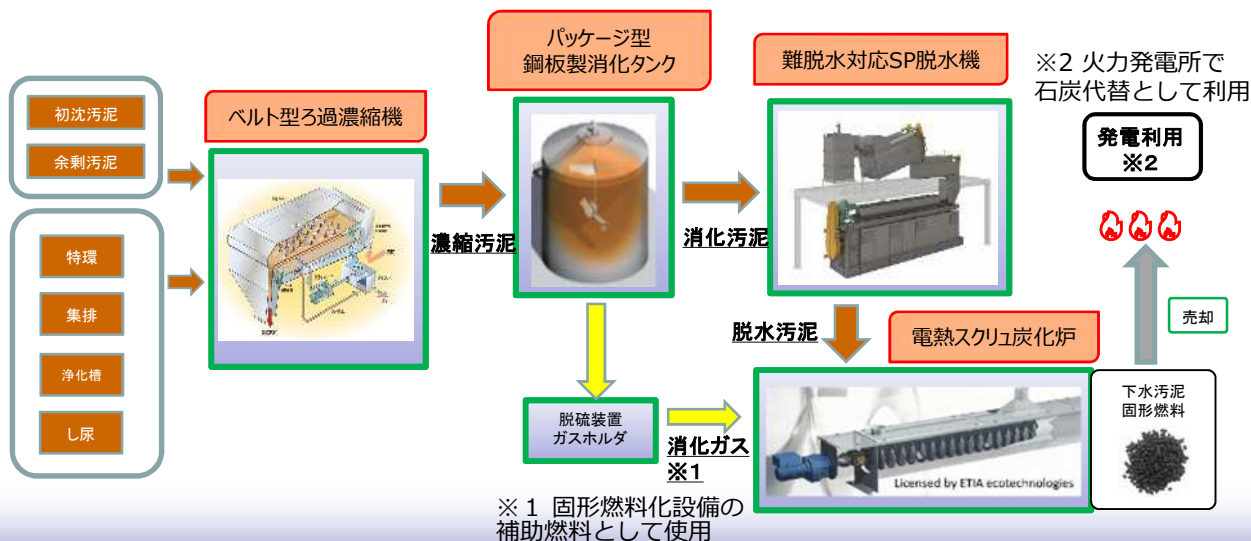 パッケージ型
鋼板製消化タンク
難脱水対応SP脱水機
※2 火力発電所で
石炭代替として利用
ベルト型ろ過濃縮機
初沈汚泥
余剰汚泥
発電利用
※2
濃縮汚泥
消化汚泥
特環
集排
浄化槽
し尿
脱水汚泥
電熱スクリュ炭化炉
売却
脱硫装置
ガスホルダ
消化ガス
※1
下水汚泥
固形燃料
Licensed by ETIA ecotechnologies
※1 固形燃料化設備の
補助燃料として使用